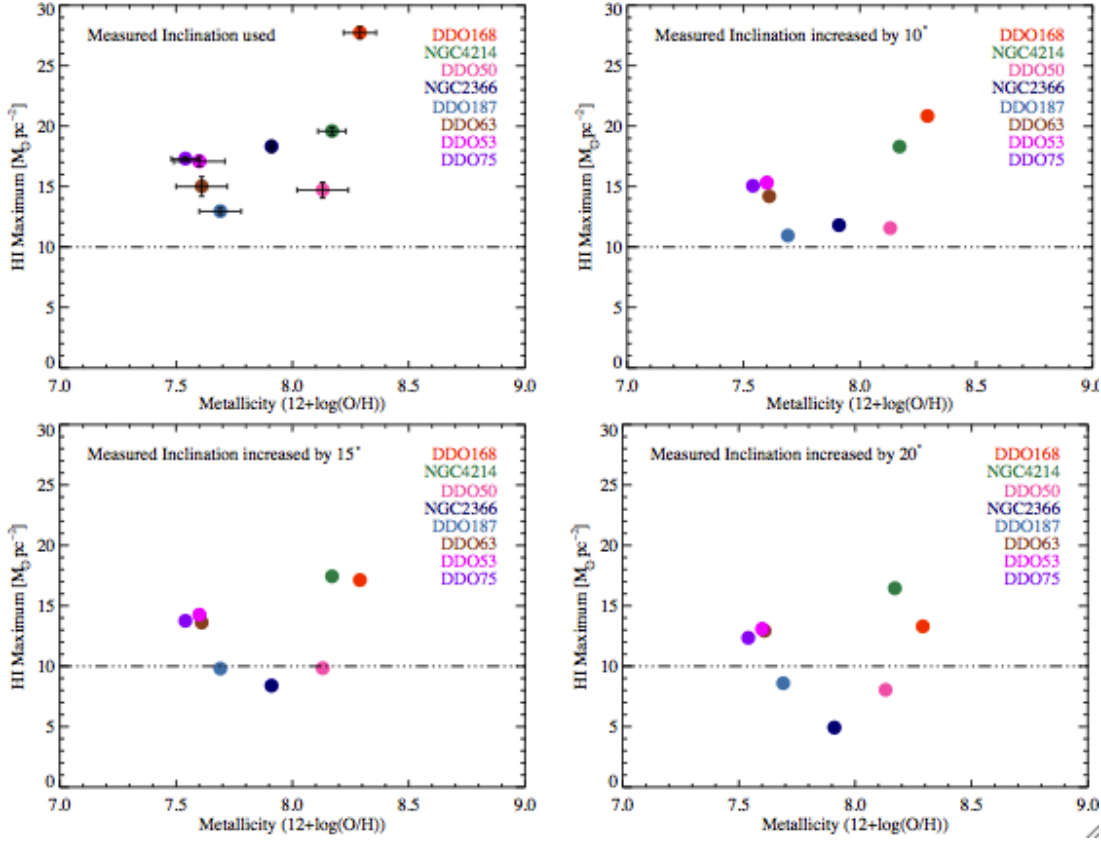 Measured Inclination used
DDO168
NGC4214
DDO50
NGC2366
DDO187
DDO63
DDO53
DDO75
HI Maximum [M⊙ pc⁻²]
30
25
20
15
10
5
0
7.0 7.5 8.0 8.5 9.0
Metallicity (12+log(O/H))
Measured Inclination increased by 10°
DDO168
NGC4214
DDO50
NGC2366
DDO187
DDO63
DDO53
DDO75
HI Maximum [M⊙ pc⁻²]
30
25
20
15
10
5
0
7.0 7.5 8.0 8.5 9.0
Metallicity (12+log(O/H))
Measured Inclination increased by 15°
DDO168
NGC4214
DDO50
NGC2366
DDO187
DDO63
DDO53
DDO75
HI Maximum [M⊙ pc⁻²]
30
25
20
15
10
5
0
7.0 7.5 8.0 8.5 9.0
Metallicity (12+log(O/H))
Measured Inclination increased by 20°
DDO168
NGC4214
DDO50
NGC2366
DDO187
DDO63
DDO53
DDO75
HI Maximum [M⊙ pc⁻²]
30
25
20
15
10
5
0
7.0 7.5 8.0 8.5 9.0
Metallicity (12+log(O/H))